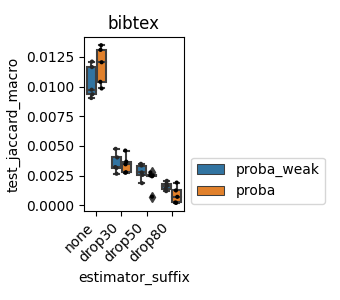 bibtex
test_jaccard_macro
0.0125
0.0100
0.0075
0.0050
0.0025
0.0000
none
drop30
drop50
drop80
estimator_suffix
proba_weak
proba